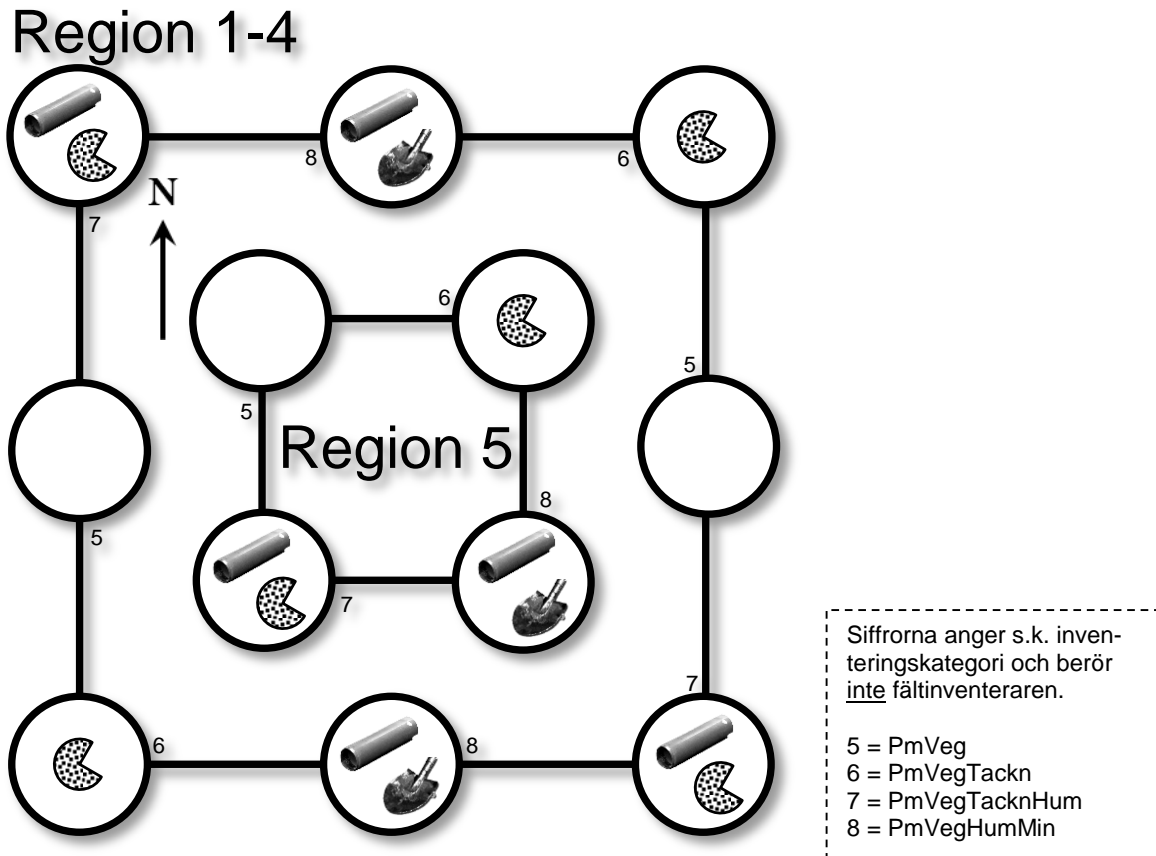 Region 1-4
8
6
7
N
6
5
5
Region 5
5
8
7
7
6
8
Siffrorna anger s.k. inven-
teringskategori och berör
inte fältinventeraren.
5 = PmVeg
6 = PmVegTackn
7 = PmVegTacknHum
8 = PmVegHumMin